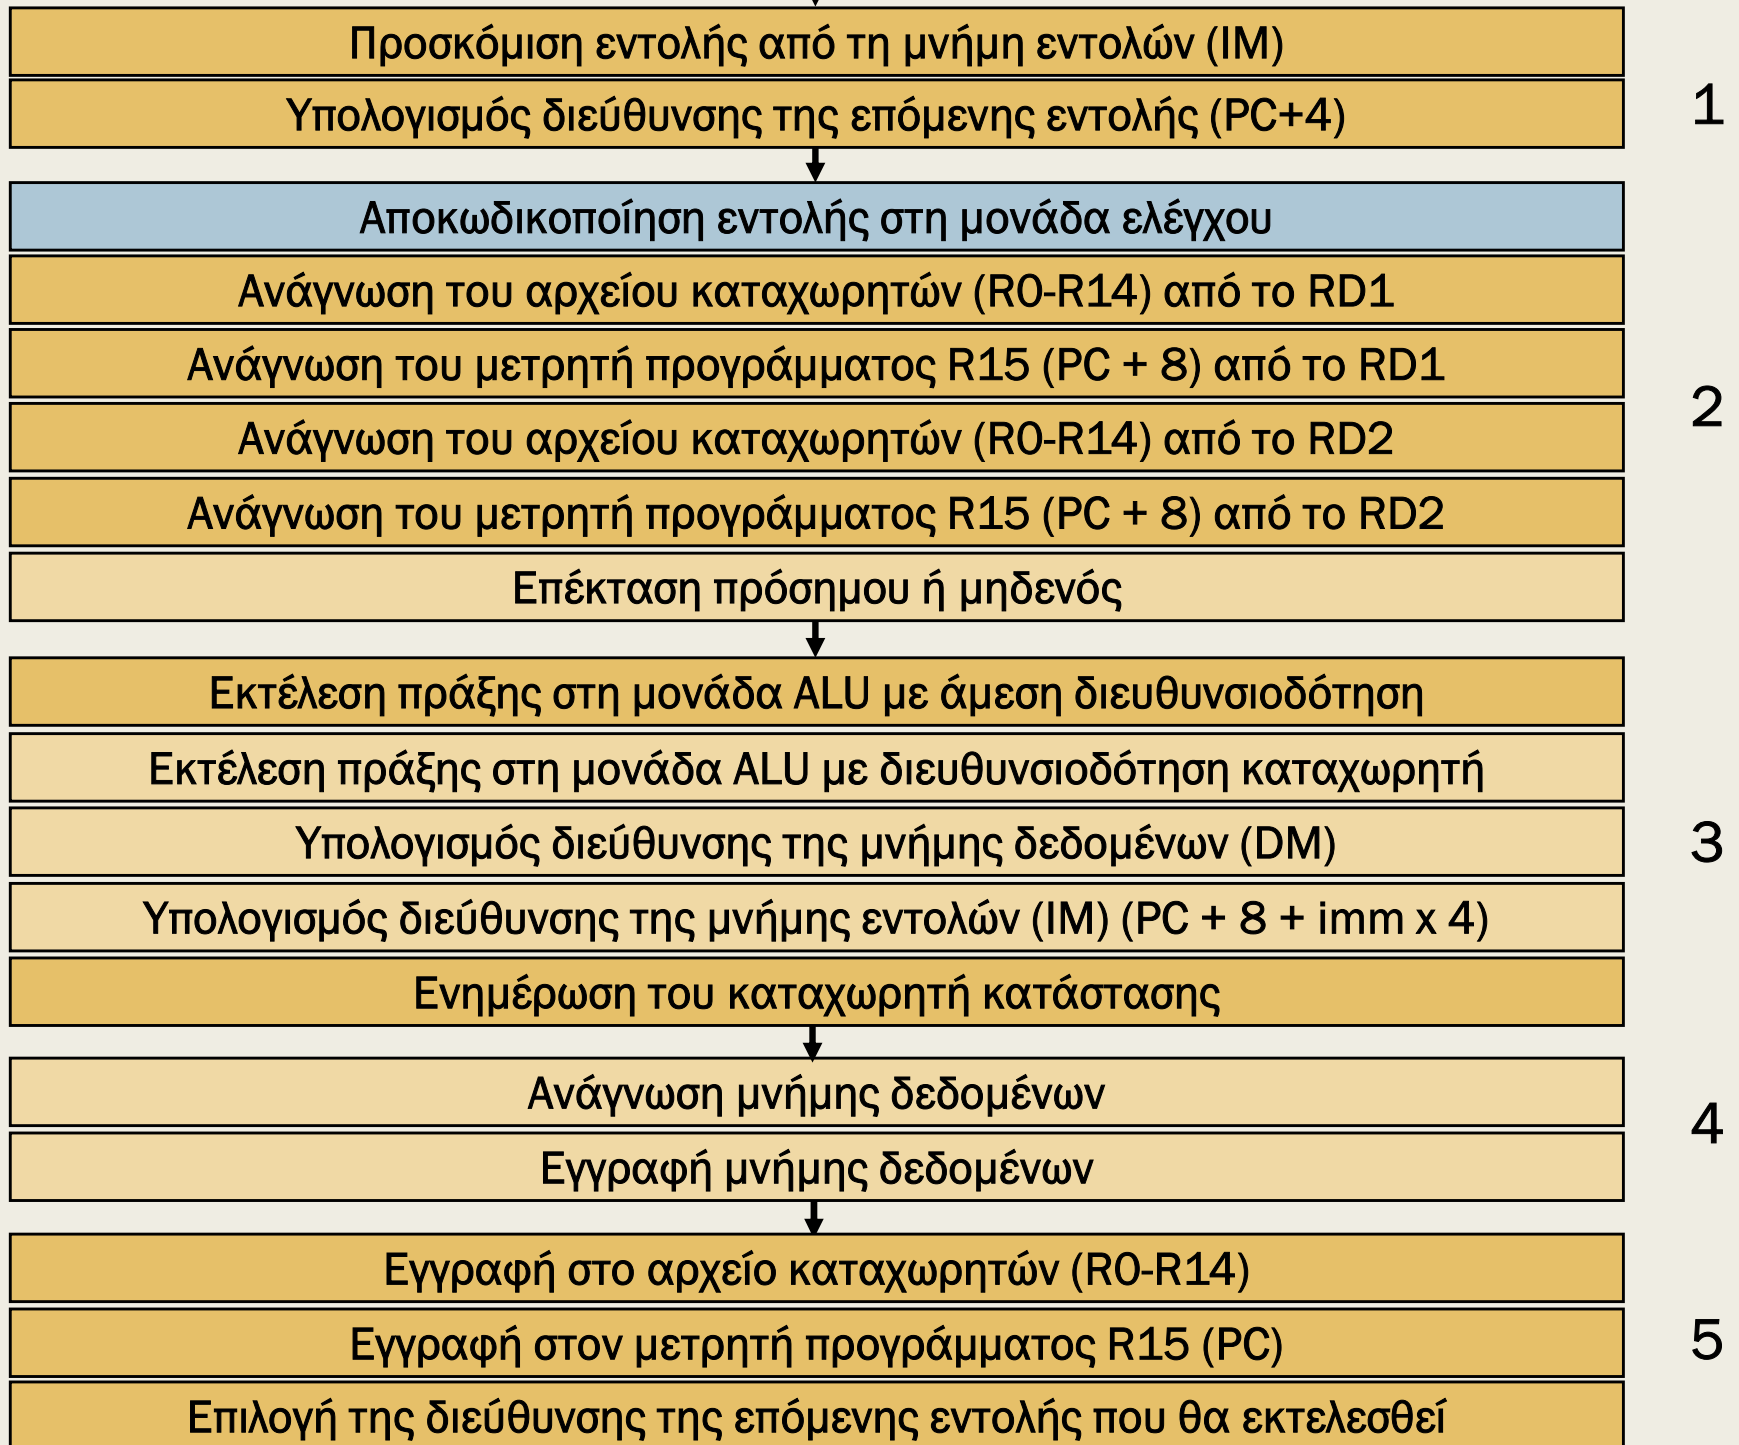 Προσκόμιση εντολής από τη μνήμη εντολών (IM)
Υπολογισμός διεύθυνσης της επόμενης εντολής (PC+4)
1
Αποκωδικοποίηση εντολής στη μονάδα ελέγχου
Ανάγνωση του αρχείου καταχωρητών (R0-R14) από το RD1
Ανάγνωση του μετρητή προγράμματος R15 (PC + 8) από το RD1
Ανάγνωση του αρχείου καταχωρητών (R0-R14) από το RD2
Ανάγνωση του μετρητή προγράμματος R15 (PC + 8) από το RD2
Επέκταση πρόσημου ή μηδενός
2
Εκτέλεση πράξης στη μονάδα ALU με άμεση διευθυνσιοδότηση
Εκτέλεση πράξης στη μονάδα ALU με διευθυνσιοδότηση καταχωρητή
Υπολογισμός διεύθυνσης της μνήμης δεδομένων (DM)
Υπολογισμός διεύθυνσης της μνήμης εντολών (IM) (PC + 8 + imm x 4)
Ενημέρωση του καταχωρητή κατάστασης
3
Ανάγνωση μνήμης δεδομένων
Εγγραφή μνήμης δεδομένων
4
Εγγραφή στο αρχείο καταχωρητών (R0-R14)
Εγγραφή στον μετρητή προγράμματος R15 (PC)
Επιλογή της διεύθυνσης της επόμενης εντολής που θα εκτελεσθεί
5